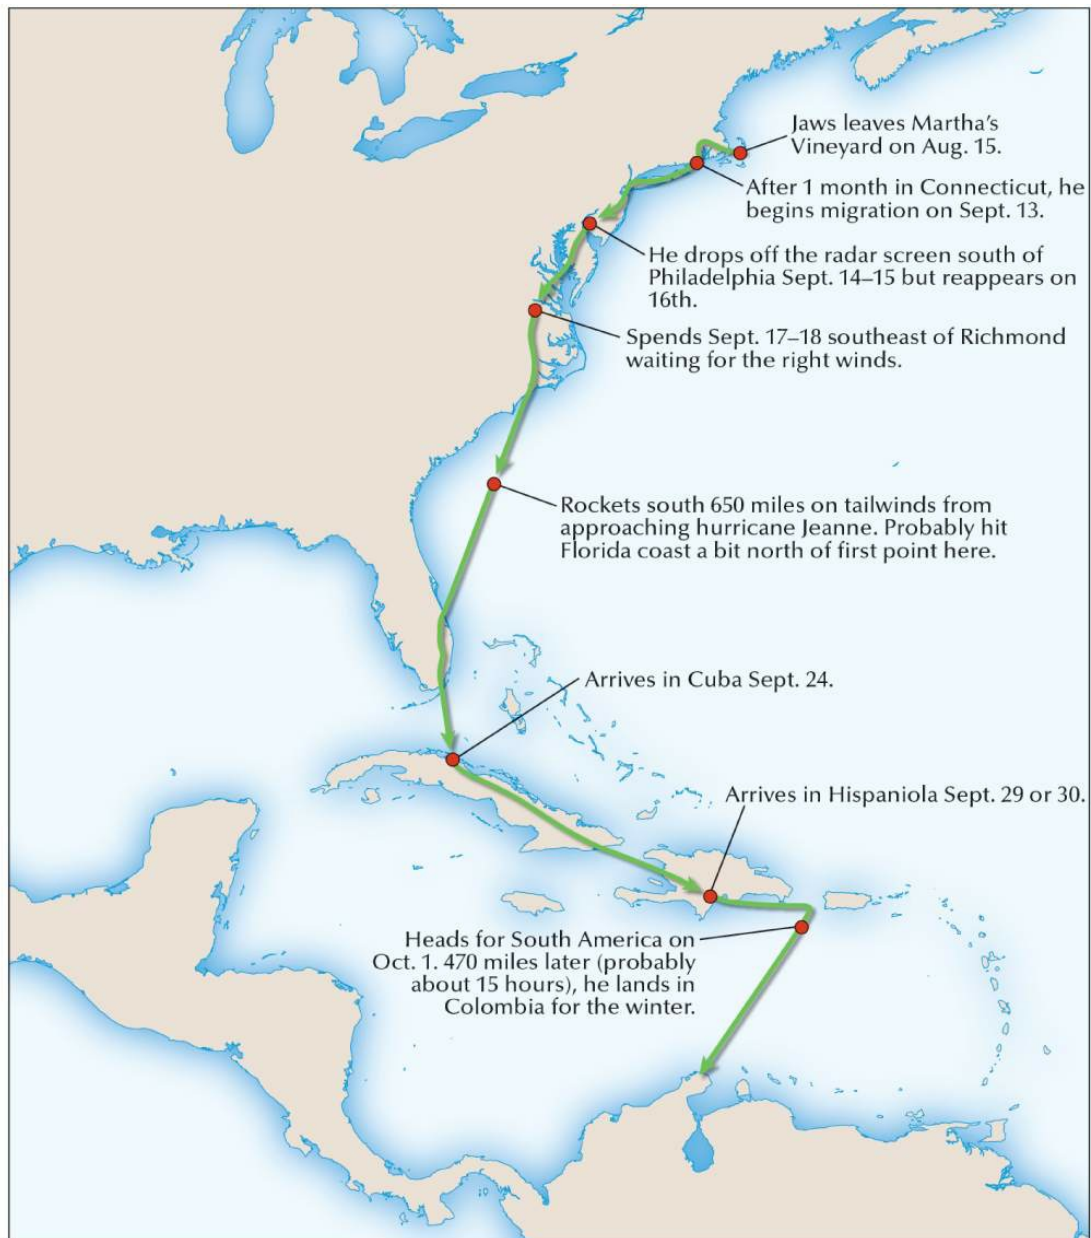 Jaws leaves Martha's
Vineyard on Aug. 15.
After 1 month in Connecticut, he
begins migration on Sept. 13.
He drops off the radar screen south of
Philadelphia Sept. 14–15 but reappears on
16th.
Spends Sept. 17–18 southeast of Richmond
waiting for the right winds.
Rockets south 650 miles on tailwinds from
approaching hurricane Jeanne. Probably hit
Florida coast a bit north of first point here.
Arrives in Cuba Sept. 24.
Arrives in Hispaniola Sept. 29 or 30.
Heads for South America on
Oct. 1. 470 miles later (probably
about 15 hours), he lands in
Colombia for the winter.